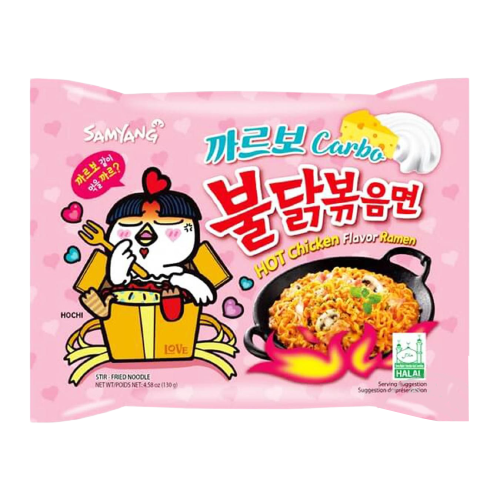 SAMYANG
까르보 같이
먹을 까르?
까르보 Carbo
불닭볶음면
HOT Chicken Flavor Ramen
HOCHI
LOVE
STIR - FRIED NOODLE
NET WT/POIDS NET: 4.58 oz (130 g)
HALAL
Serving Suggestion
Suggestion de présentation